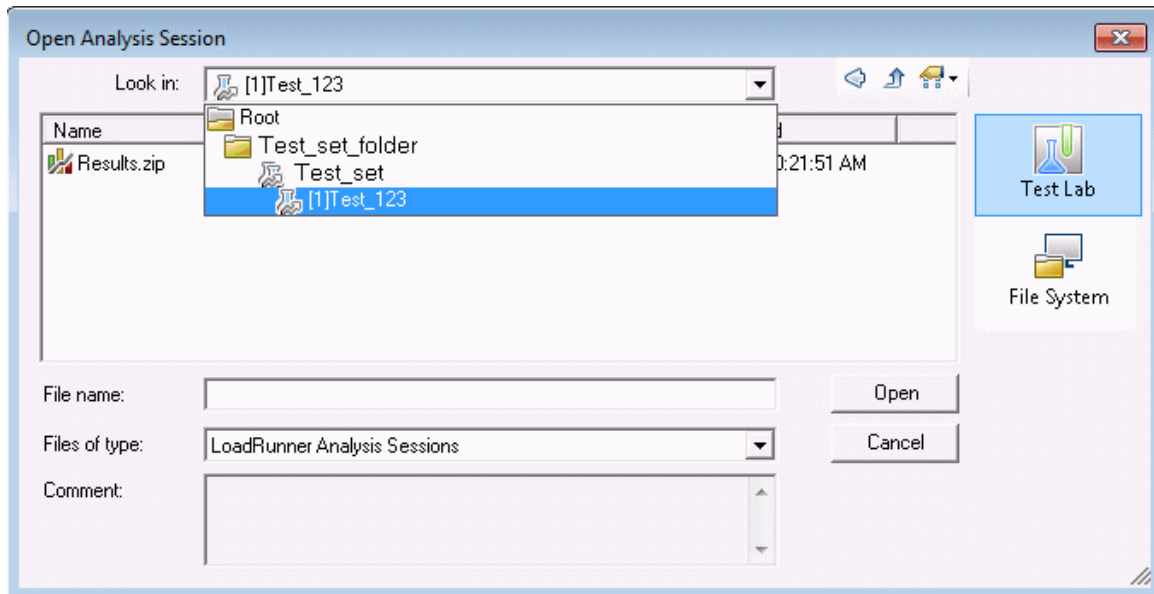 Open Analysis Session
Look in: [1]Test_123
Root
Test_set_folder
Test_set
[1]Test_123
Name
Results.zip
0:21:51 AM
Test Lab
File System
File name:
Open
Files of type: LoadRunner Analysis Sessions
Cancel
Comment: